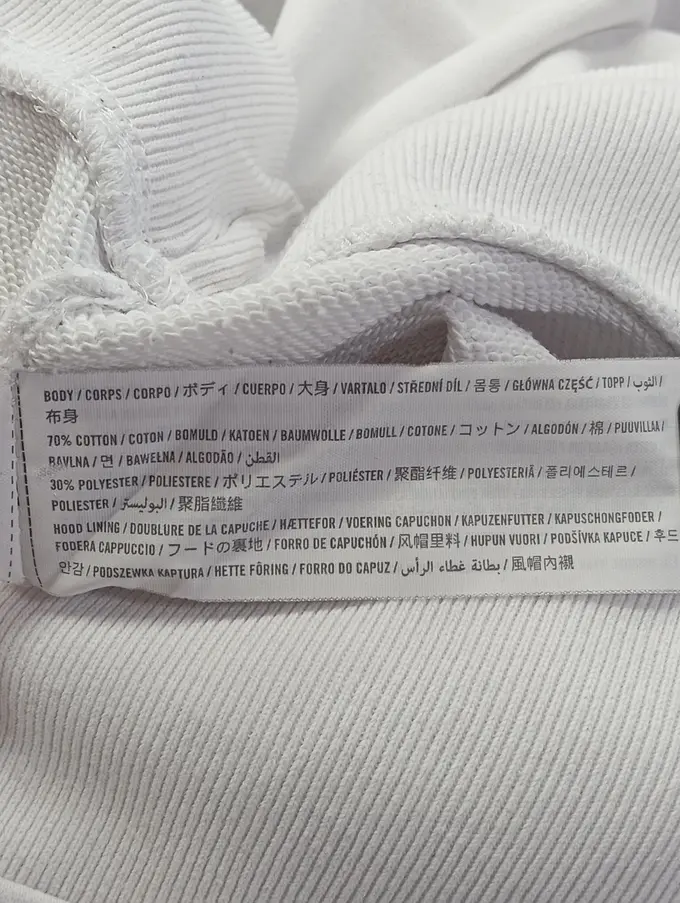 BODY / CORPS / CORPO / ボディ / CUERPO / 大身 / VARTALO / STŘEDNÍ DÍL / 몸통 / GŁÓWNA CZĘŚĆ / TOPP / الثوب /
布身
70% COTTON / COTON / BOMULD / KATOEN / BAUMWOLLE / BOMULL / COTONE / コットン / ALGODÓN / 棉 / PUUVILLAA /
BAVLNA / 면 / BAWEŁNA / ALGODÃO / القطن
30% POLYESTER / POLIESTERE / ポリエステル / POLIÉSTER / 聚酯纤维 / POLYESTERIÄ / 폴리에스테르 /
POLIESTER / البوليستر / 聚脂纖維
HOOD LINING / DOUBLURE DE LA CAPUCHE / HÆTTEFOR / VOERING CAPUCHON / KAPUZENFUTTER / KAPUSCHONGFODER /
FODERA CAPPUCCIO / フードの裏地 / FORRO DE CAPUCHÓN / 风帽里料 / HUPUN VUORI / PODŠÍVKA KAPUCE / 후드
안감 / PODSZEWKA KAPTURA / HETTE FÔRING / FORRO DO CAPUZ / بطانة غطاء الرأس / 風帽內襯